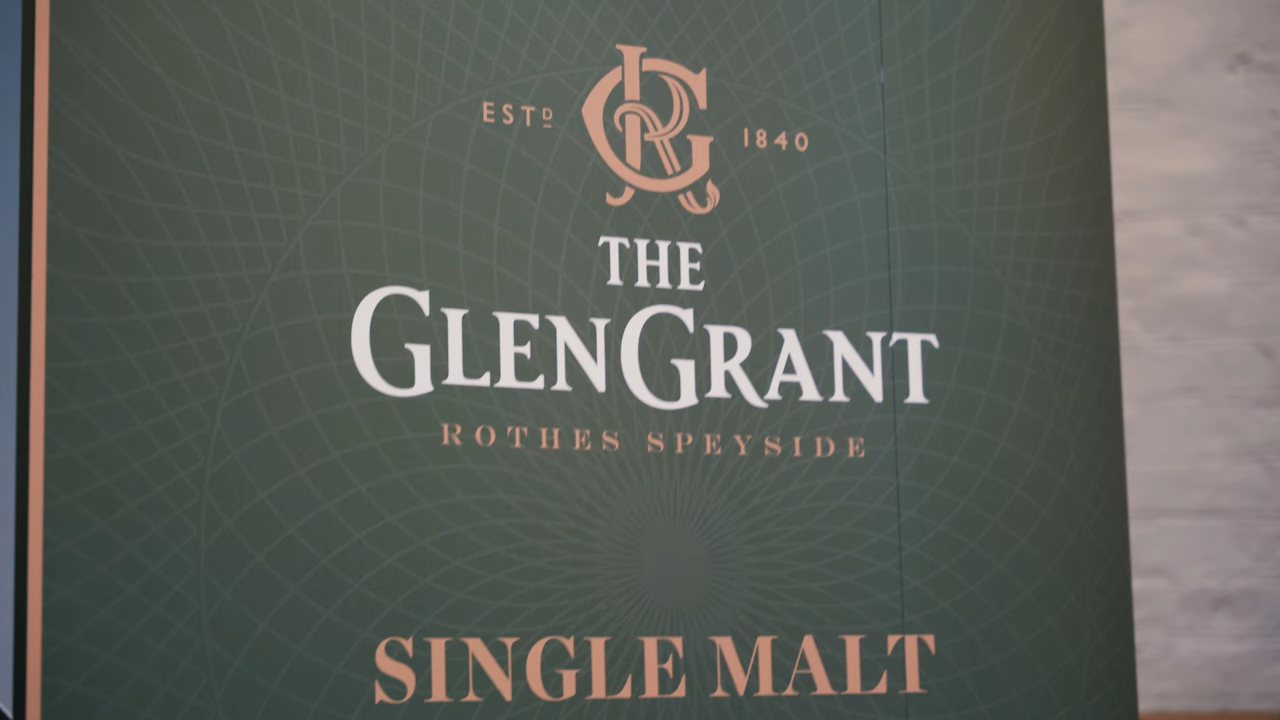 ESTD 1840
THE
GLENGRANT
ROTHES SPEYSIDE
SINGLE MALT